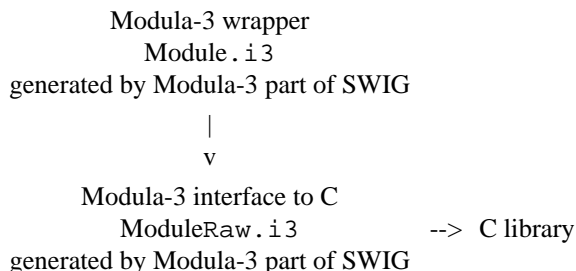 Modula-3 wrapper
Module.i3
generated by Modula-3 part of SWIG
|
v
Modula-3 interface to C
ModuleRaw.i3 --> C library
generated by Modula-3 part of SWIG